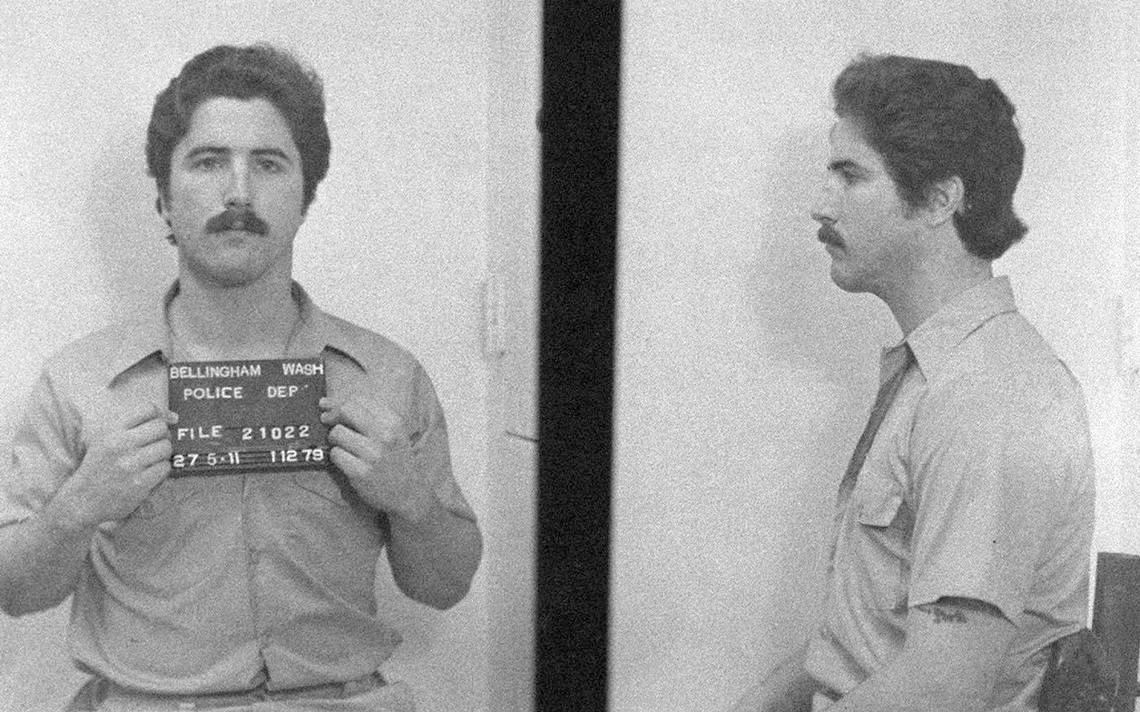 BELLINGHAM WASH
POLICE DEP'
FILE 21022
27 5-11 1 12 79